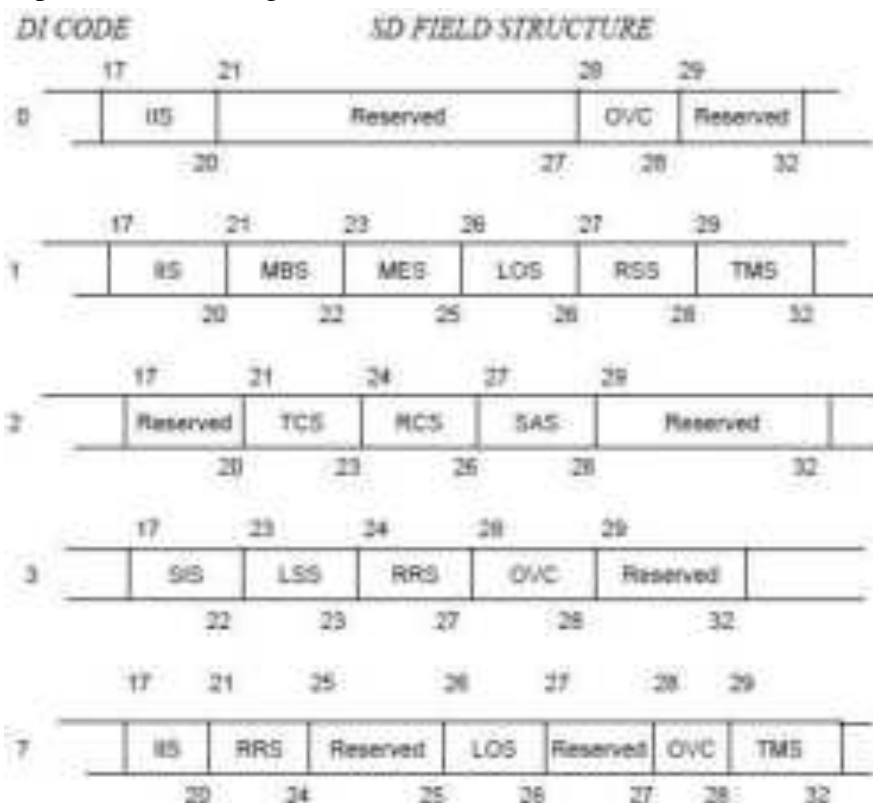 DI CODE SD FIELD STRUCTURE
17 21 28 29
0 IIS Reserved OVC Reserved
20 27 28 32
17 21 23 26 27 29
1 IIS MBS MES LOS RSS TMS
20 22 25 26 28 32
17 21 24 27 29
2 Reserved TCS RCS SAS Reserved
20 23 26 28 32
17 23 24 28 29
3 SIS LSS RRS OVC Reserved
22 23 27 28 32
17 21 25 26 27 28 29
7 IIS RRS Reserved LOS Reserved OVC TMS
20 24 25 26 27 28 32